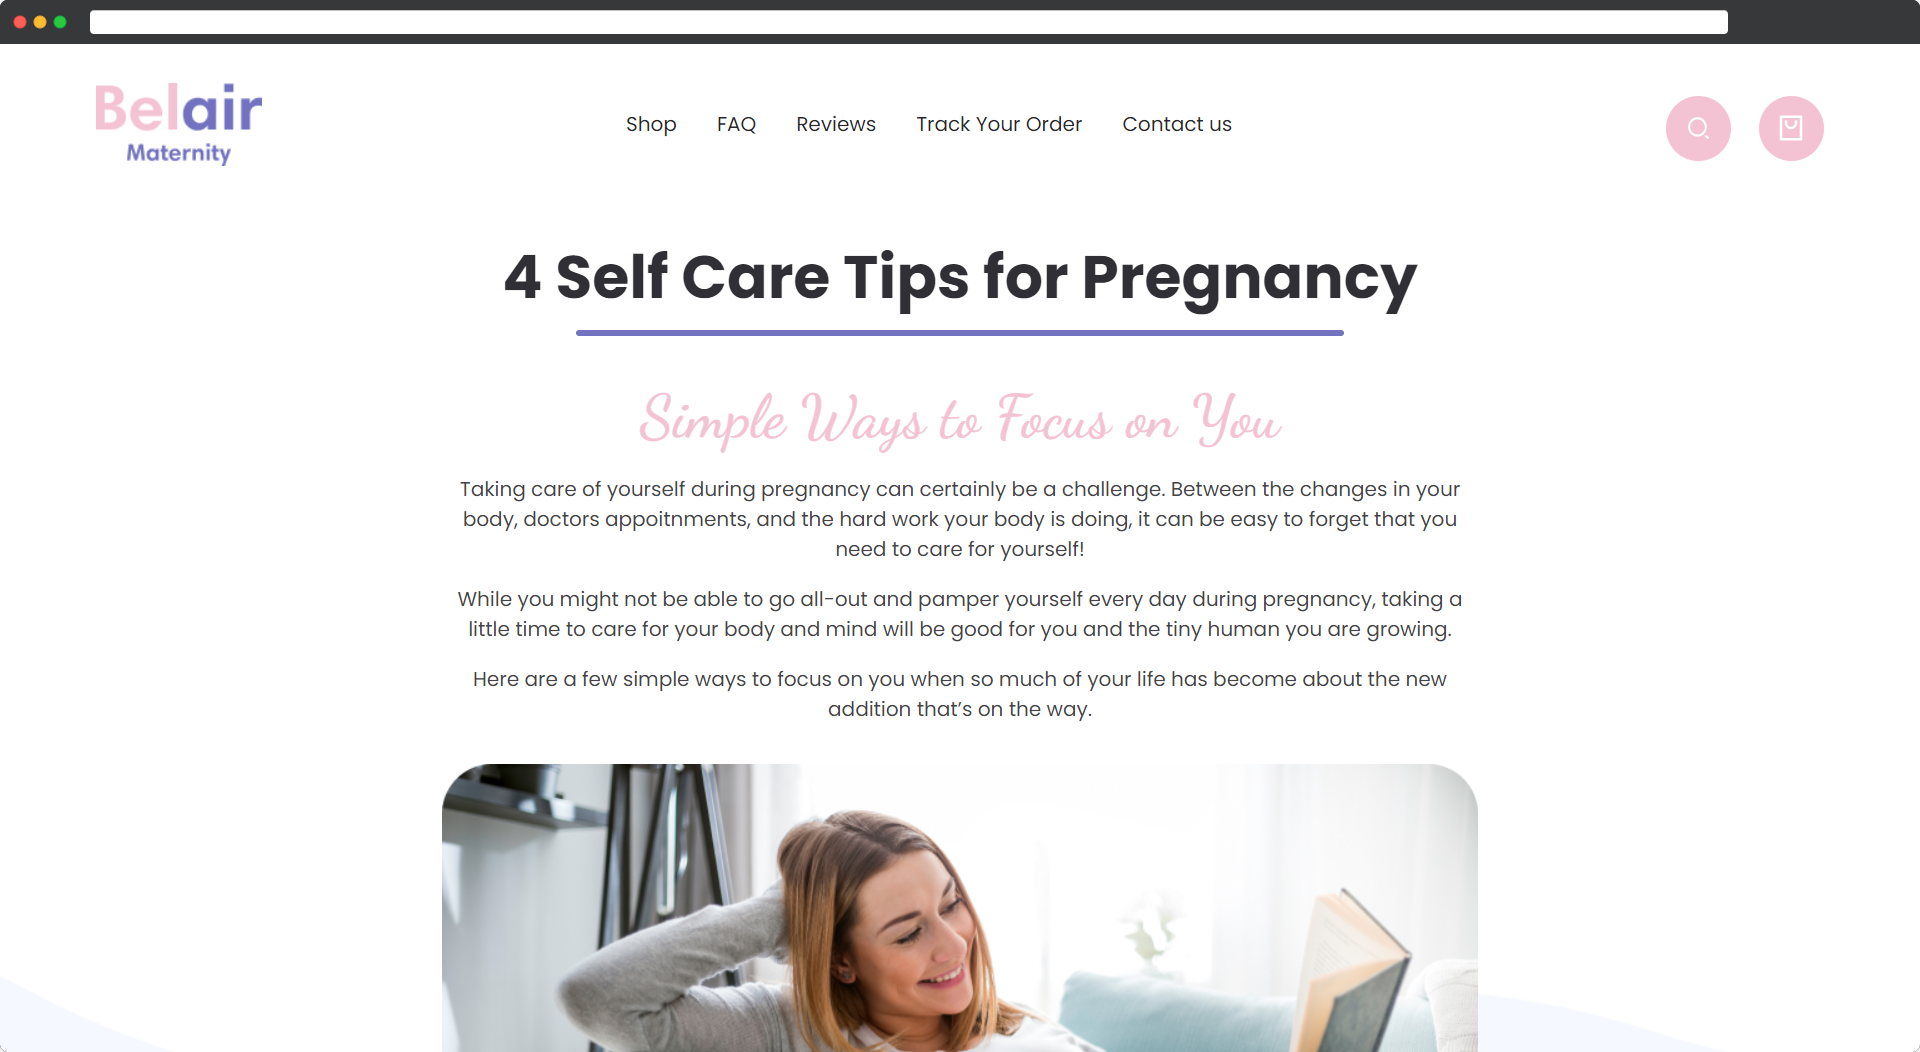 Belair
Maternity
Shop FAQ Reviews Track Your Order Contact us
4 Self Care Tips for Pregnancy
Simple Ways to Focus on You
Taking care of yourself during pregnancy can certainly be a challenge. Between the changes in your
body, doctors appoitnments, and the hard work your body is doing, it can be easy to forget that you
need to care for yourself!
While you might not be able to go all-out and pamper yourself every day during pregnancy, taking a
little time to care for your body and mind will be good for you and the tiny human you are growing.
Here are a few simple ways to focus on you when so much of your life has become about the new
addition that’s on the way.